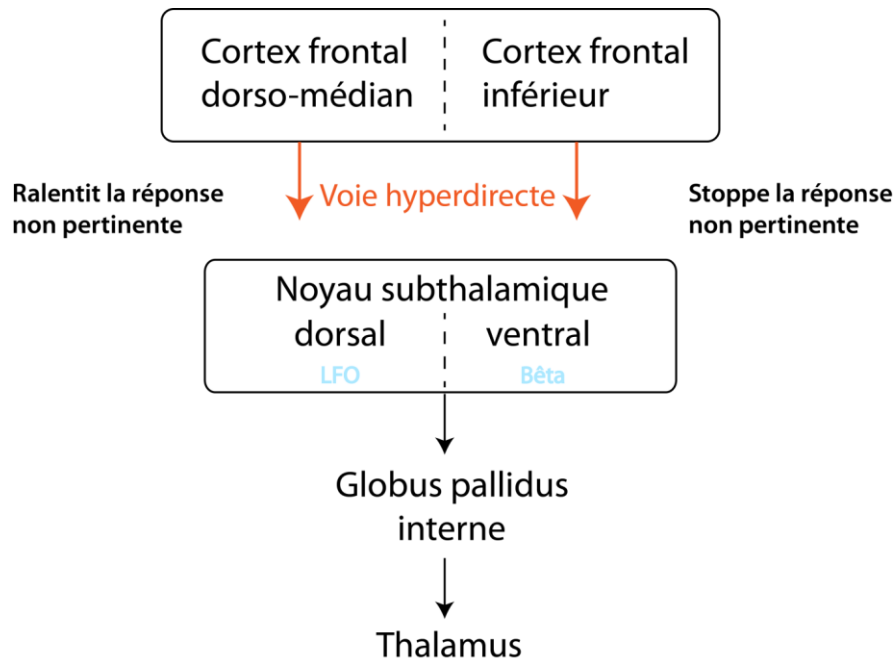 Cortex frontal
dorso-médian
Cortex frontal
inférieur
Ralentit la réponse
non pertinente
Voie hyperdirecte
Stoppe la réponse
non pertinente
Noyau subthalamique
dorsal
ventral
LFO
Bêta
Globus pallidus
interne
Thalamus